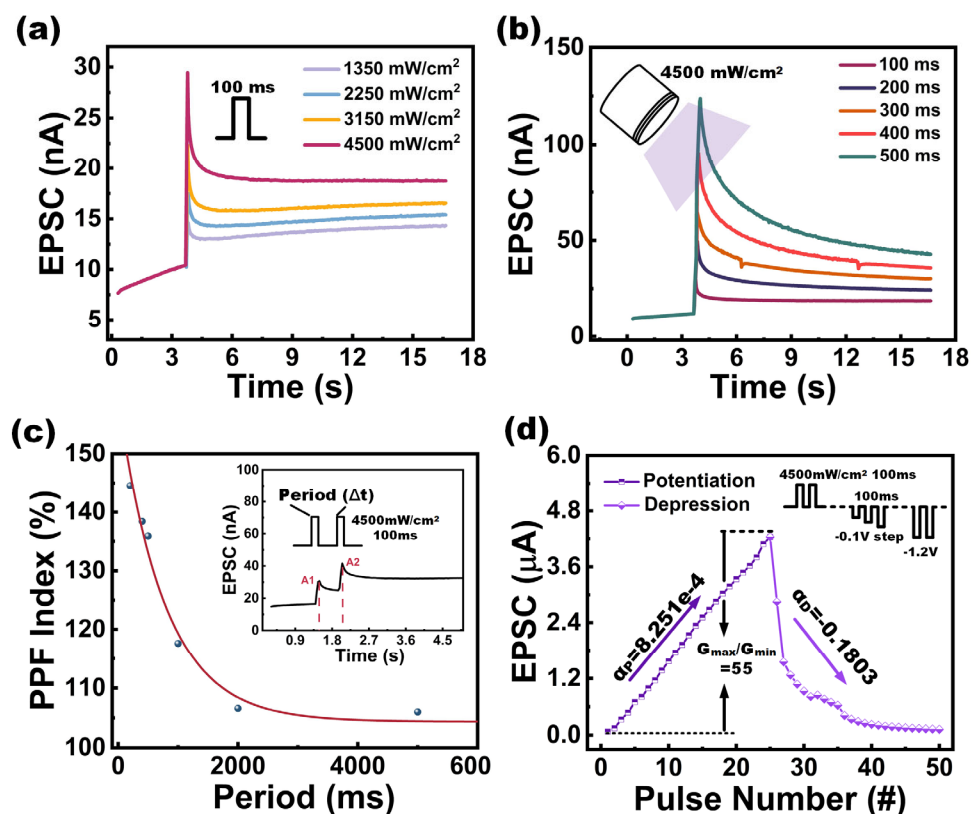 (a)
EPSC (nA)
30
25
20
15
10
5
100 ms
1350 mW/cm²
2250 mW/cm²
3150 mW/cm²
4500 mW/cm²
0 3 6 9 12 15 18
Time (s)
(b)
EPSC (nA)
150
100
50
0
4500 mW/cm²
100 ms
200 ms
300 ms
400 ms
500 ms
0 3 6 9 12 15 18
Time (s)
(c)
PPF Index (%)
150
140
130
120
110
100
0 2000 4000 600
Period (ms)
EPSC (nA)
100
80
60
40
20
0
Period (Δt)
4500mW/cm²
100ms
A1
A2
0.9 1.8 2.7 3.6 4.5
Time (s)
(d)
EPSC (μA)
6.0
4.8
3.6
2.4
1.2
0.0
Potentiation
Depression
4500mW/cm² 100ms
100ms
-0.1V step
-1.2V
αP=8.251e-4
Gmax/Gmin
=55
αD=-0.1803
0 10 20 30 40 50
Pulse Number (#)